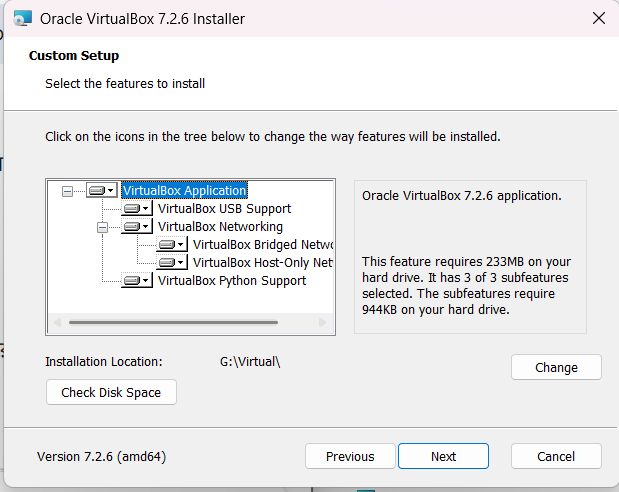 Oracle VirtualBox 7.2.6 Installer
Custom Setup
Select the features to install
Click on the icons in the tree below to change the way features will be installed.
VirtualBox Application
VirtualBox USB Support
VirtualBox Networking
VirtualBox Bridged Netwo
VirtualBox Host-Only Net
VirtualBox Python Support
Oracle VirtualBox 7.2.6 application.
This feature requires 233MB on your
hard drive. It has 3 of 3 subfeatures
selected. The subfeatures require
944KB on your hard drive.
Installation Location:
G:\Virtual\
Change
Check Disk Space
Version 7.2.6 (amd64)
Previous
Next
Cancel